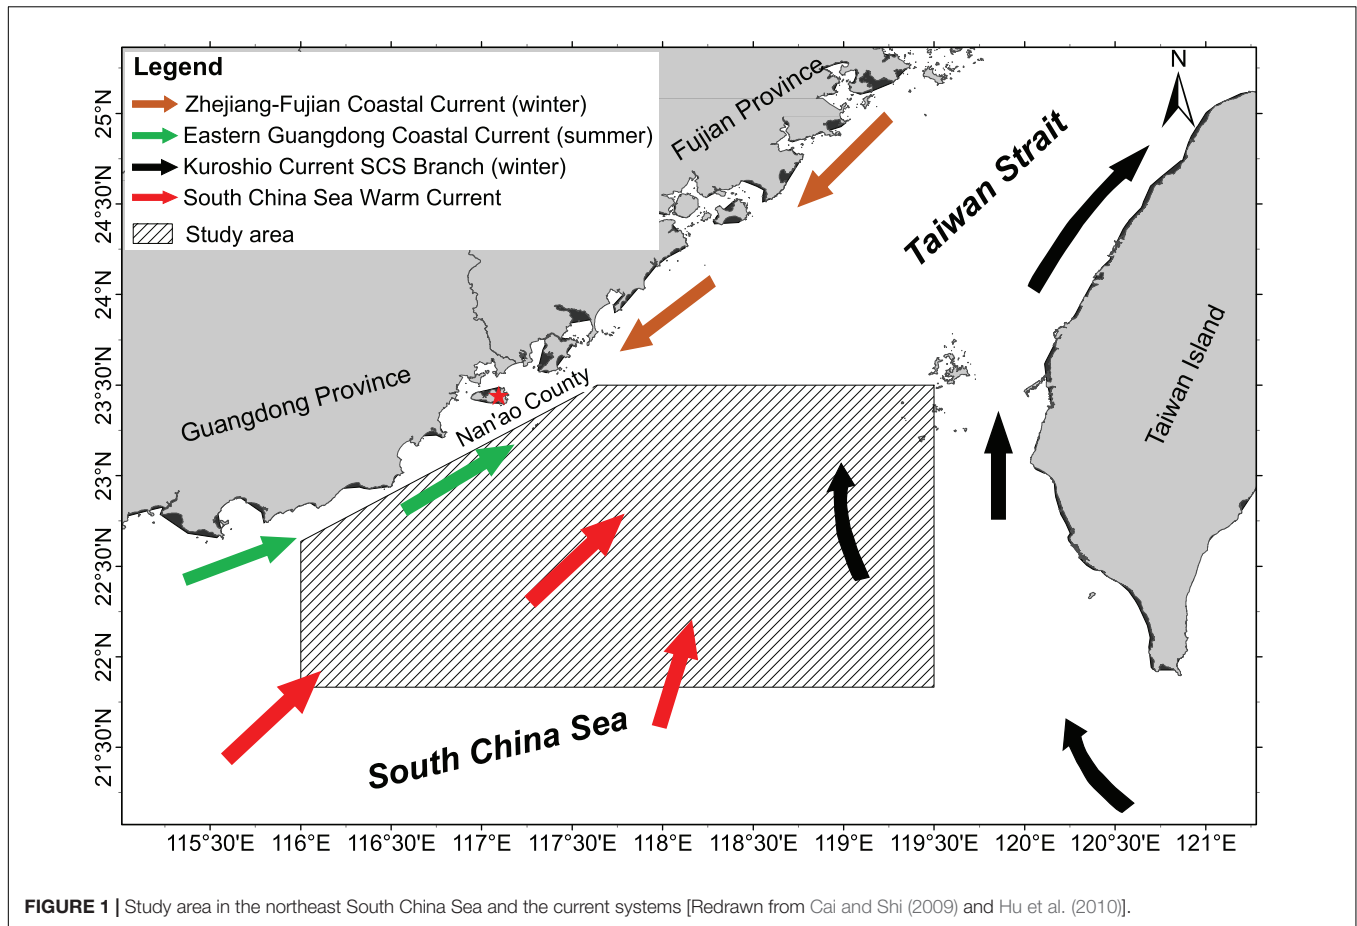 Legend
Zhejiang-Fujian Coastal Current (winter)
Eastern Guangdong Coastal Current (summer)
Kuroshio Current SCS Branch (winter)
South China Sea Warm Current
Study area
N
Fujian Province
Taiwan Strait
Taiwan Island
Guangdong Province
Nan'ao County
South China Sea
25°N
24°30'N
24°N
23°30'N
23°N
22°30'N
22°N
21°30'N
115°30'E 116°E 116°30'E 117°E 117°30'E 118°E 118°30'E 119°E 119°30'E 120°E 120°30'E 121°E
FIGURE 1 | Study area in the northeast South China Sea and the current systems [Redrawn from Cai and Shi (2009) and Hu et al. (2010)].